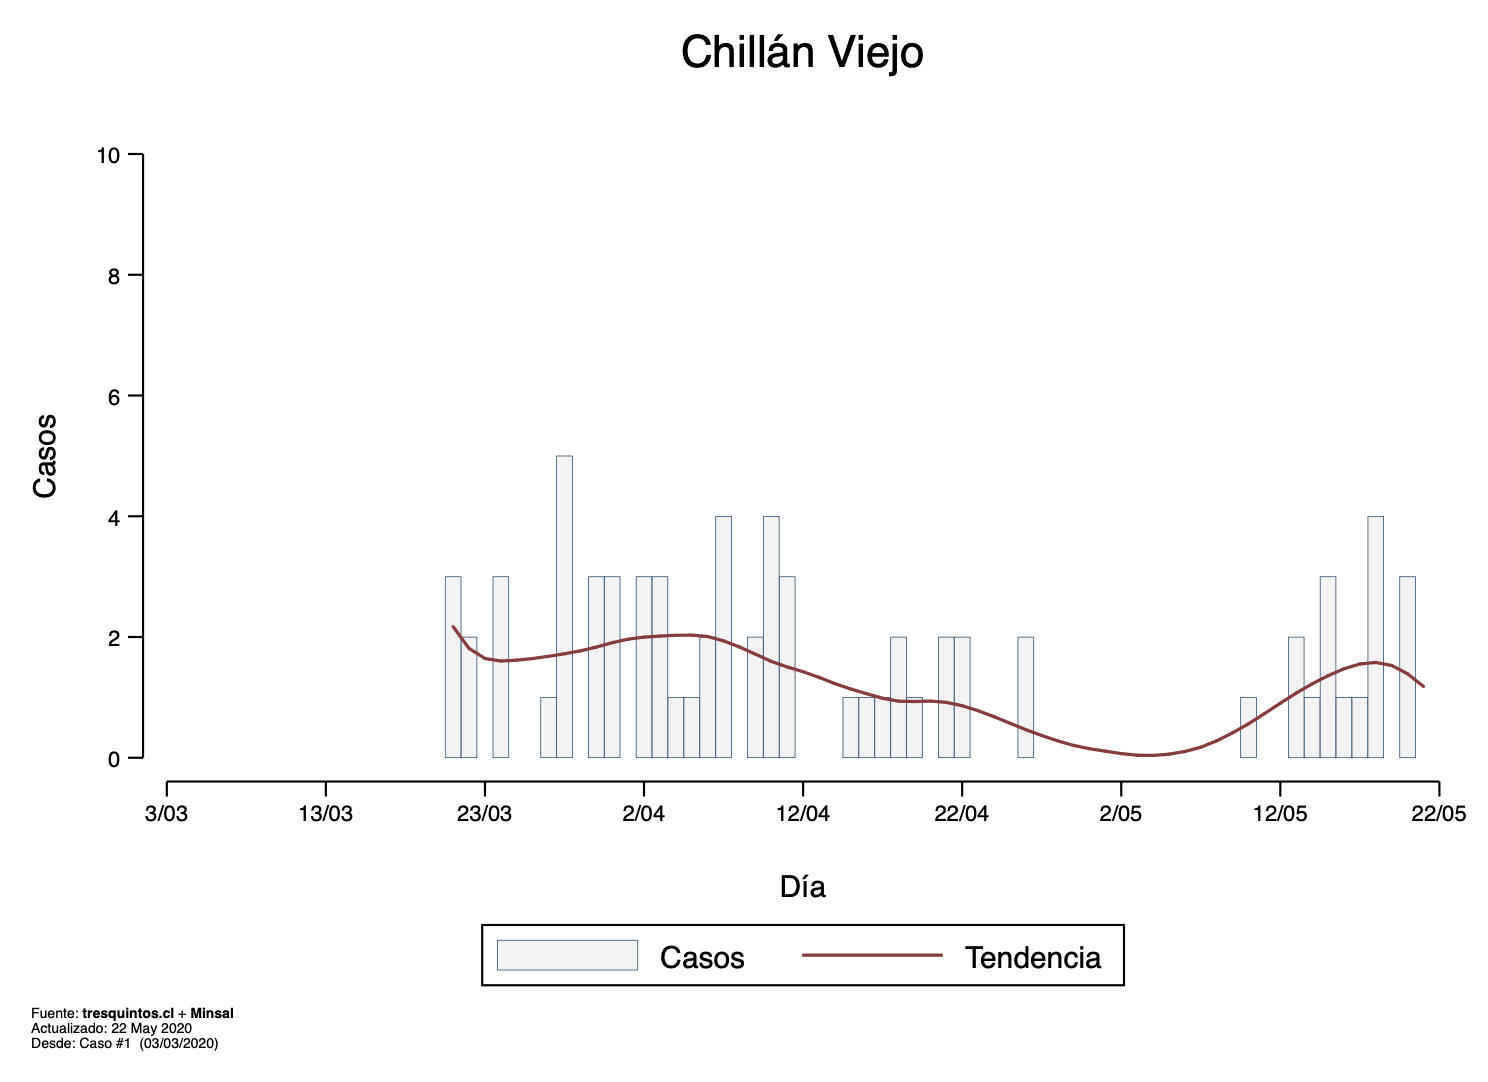 Chillán Viejo
Casos
10
8
6
4
2
0
3/03 13/03 23/03 2/04 12/04 22/04 2/05 12/05 22/05
Día
Casos Tendencia
Fuente: tresquintos.cl + Minsal
Actualizado: 22 May 2020
Desde: Caso #1 (03/03/2020)